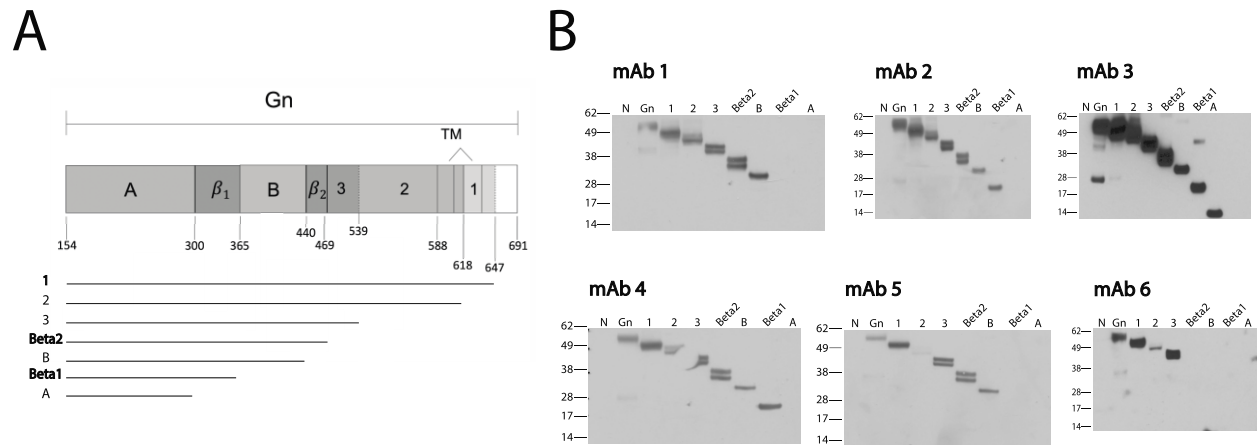 A
Gn
TM
A β1 B β2 3 2 1
154 300 365 440 469 539 588 618 647 691
1
2
3
Beta2
B
Beta1
A
B
mAb 1
N Gn 1 2 3 Beta2 B Beta1 A
62
49
38
28
17
14
mAb 2
N Gn 1 2 3 Beta2 B Beta1 A
62
49
38
28
17
14
mAb 3
N Gn 1 2 3 Beta2 B Beta1 A
62
49
38
28
17
14
mAb 4
N Gn 1 2 3 Beta2 B Beta1 A
62
49
38
28
17
14
mAb 5
N Gn 1 2 3 Beta2 B Beta1 A
62
49
38
28
17
14
mAb 6
N Gn 1 2 3 Beta2 B Beta1 A
62
49
38
28
17
14